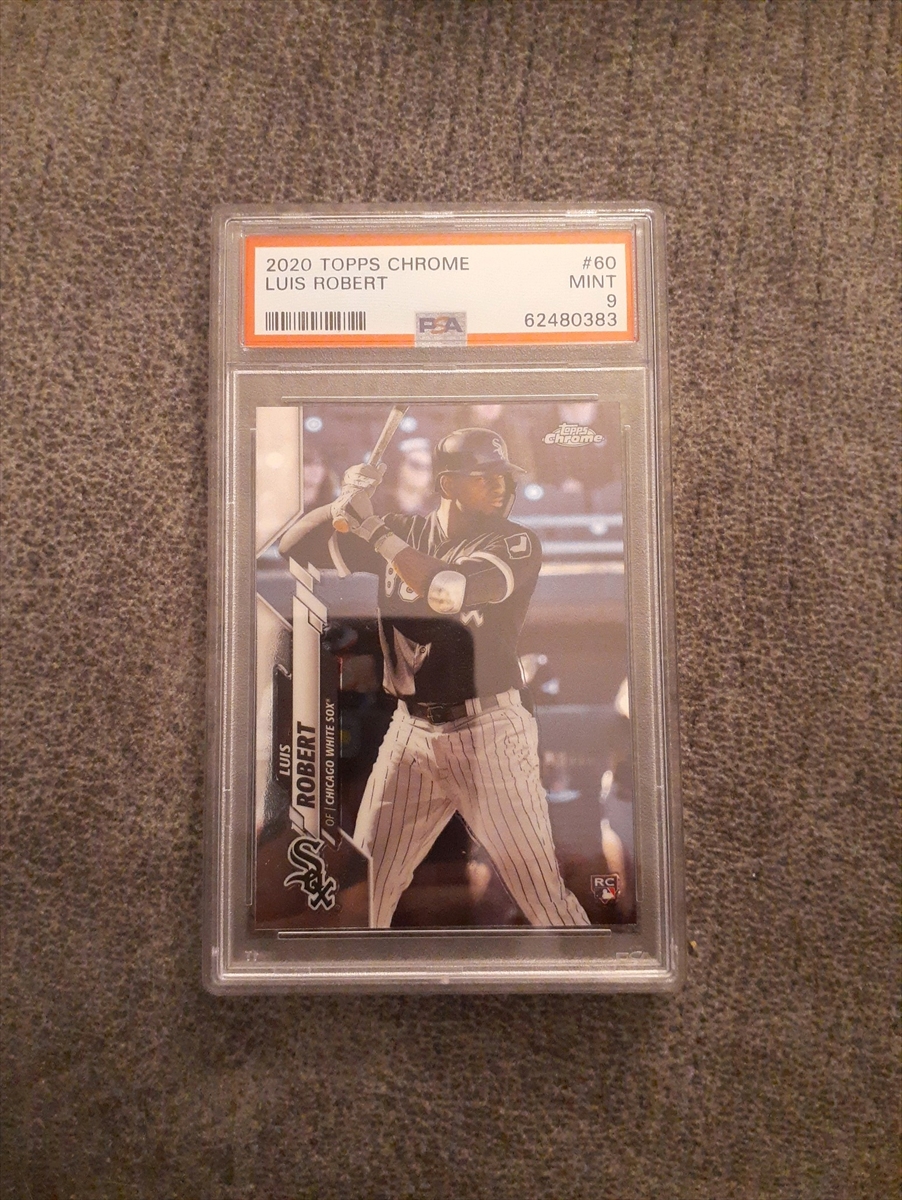 2020 TOPPS CHROME #60
LUIS ROBERT MINT
9
PSA 62480383
Topps
Chrome
LUIS
ROBERT
OF | CHICAGO WHITE SOX
Sox
RC